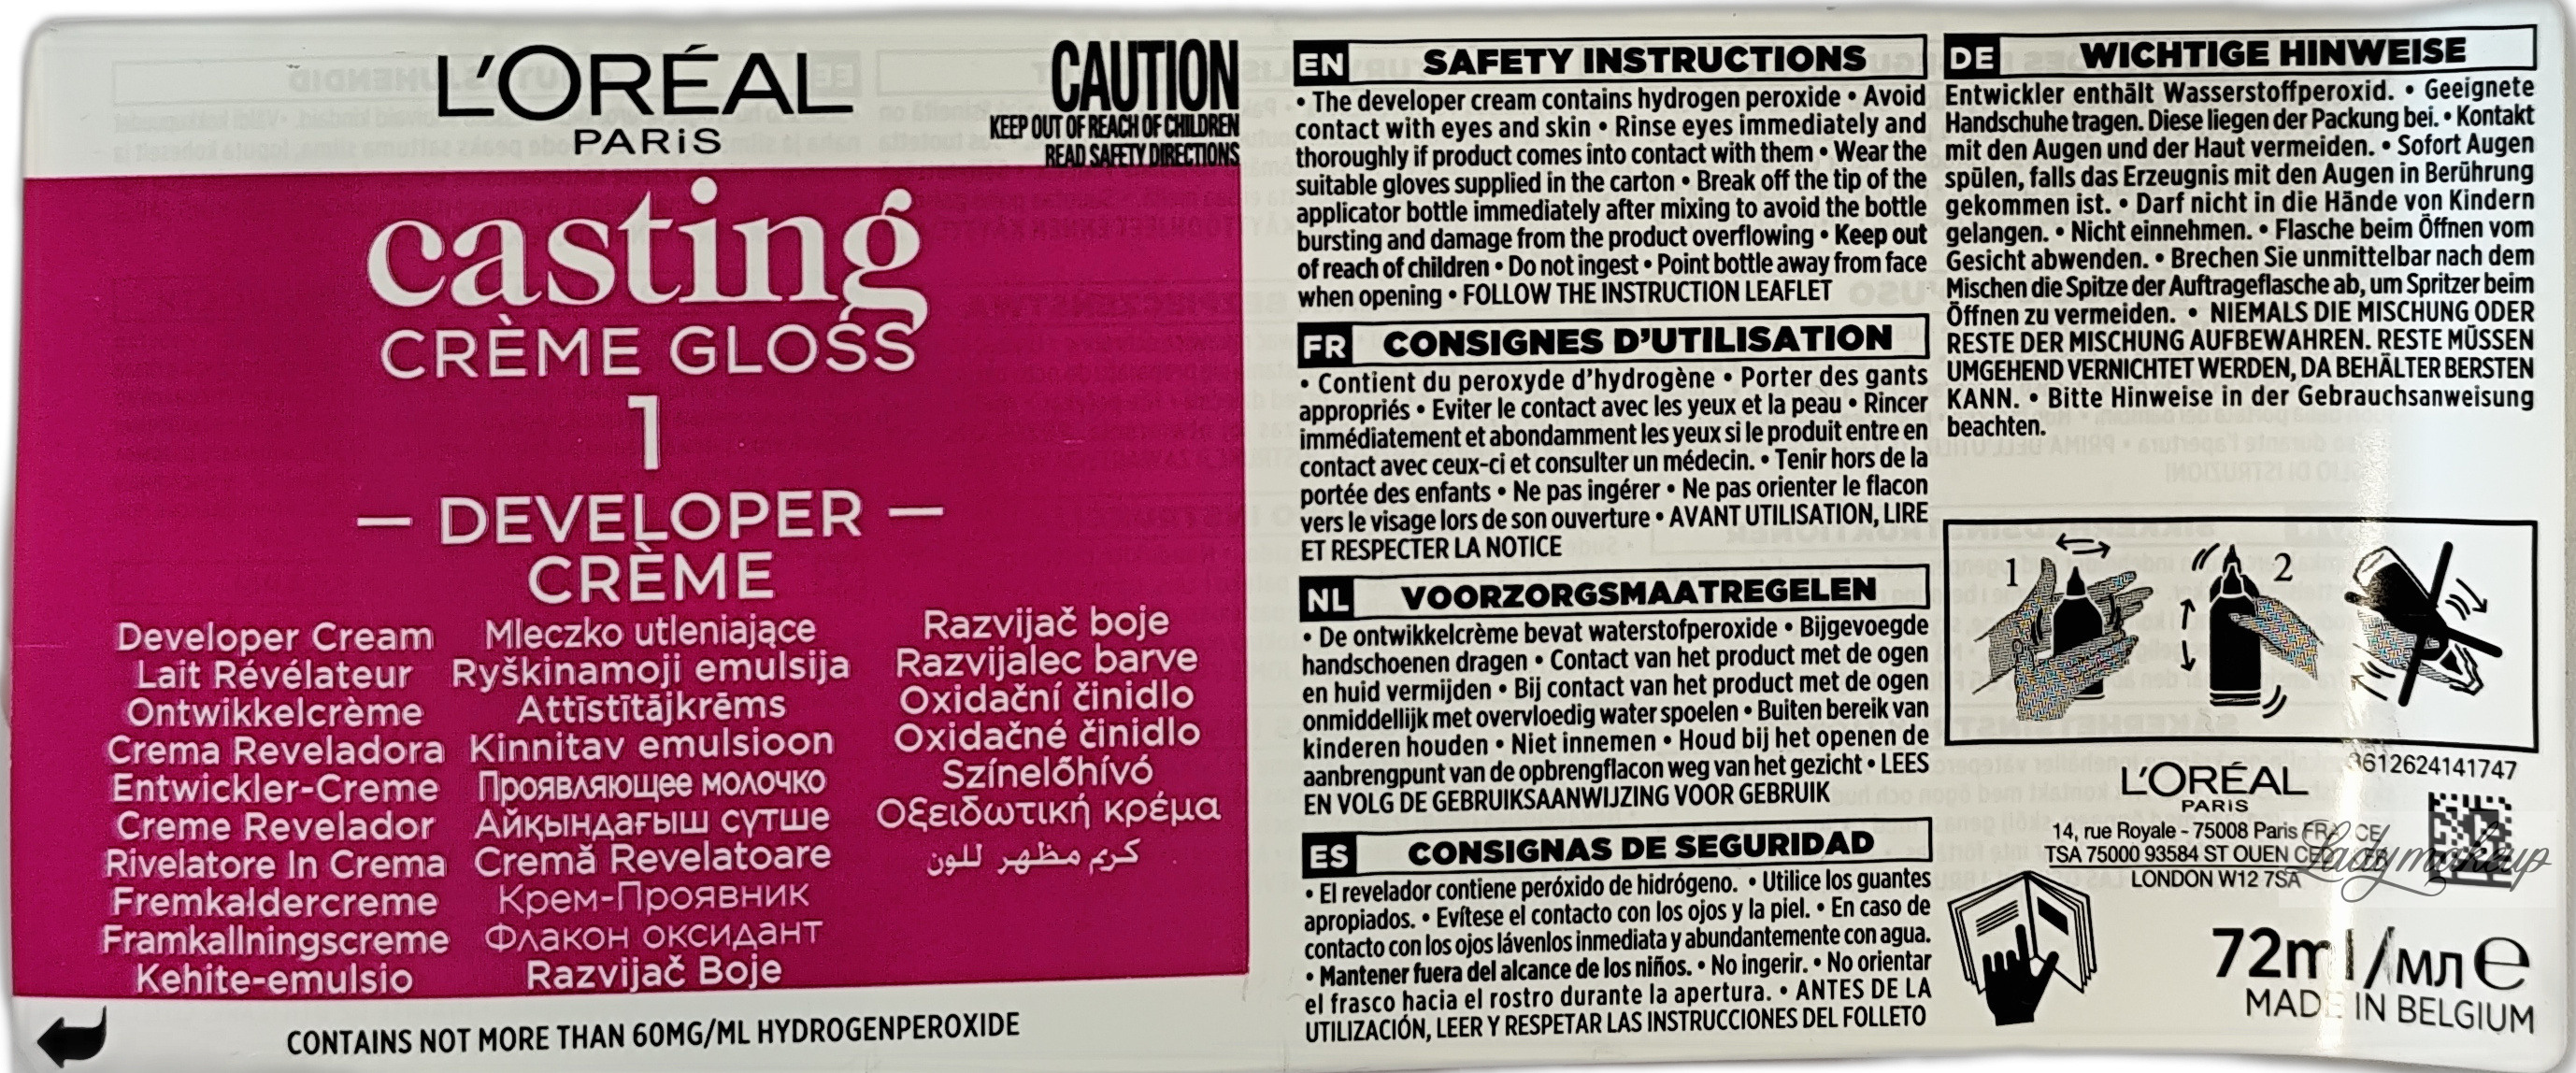 L'ORÉAL
PARiS
CAUTION
KEEP OUT OF REACH OF CHILDREN
READ SAFETY DIRECTIONS
casting
CRÈME GLOSS
1
— DEVELOPER —
CRÈME
Developer Cream
Lait Révélateur
Ontwikkelcrème
Crema Reveladora
Entwickler-Creme
Creme Revelador
Rivelatore In Crema
Fremkaldercreme
Framkallningscreme
Kehite-emulsio
Mleczko utleniające
Ryškinamoji emulsija
Attīstītājkrēms
Kinnitav emulsioon
Проявляющее молочко
Айқындағыш сүтше
Cremă Revelatoare
Крем-Проявник
Флакон оксидант
Razvijač Boje
Razvijač boje
Razvijalec barve
Oxidační činidlo
Oxidačné činidlo
Színelőhívó
Οξειδωτική κρέμα
كريم مظهر للون
CONTAINS NOT MORE THAN 60MG/ML HYDROGENPEROXIDE
EN SAFETY INSTRUCTIONS
• The developer cream contains hydrogen peroxide • Avoid
contact with eyes and skin • Rinse eyes immediately and
thoroughly if product comes into contact with them • Wear the
suitable gloves supplied in the carton • Break off the tip of the
applicator bottle immediately after mixing to avoid the bottle
bursting and damage from the product overflowing • Keep out
of reach of children • Do not ingest • Point bottle away from face
when opening • FOLLOW THE INSTRUCTION LEAFLET
FR CONSIGNES D'UTILISATION
• Contient du peroxyde d'hydrogène • Porter des gants
appropriés • Eviter le contact avec les yeux et la peau • Rincer
immédiatement et abondamment les yeux si le produit entre en
contact avec ceux-ci et consulter un médecin. • Tenir hors de la
portée des enfants • Ne pas ingérer • Ne pas orienter le flacon
vers le visage lors de son ouverture • AVANT UTILISATION, LIRE
ET RESPECTER LA NOTICE
NL VOORZORGSMAATREGELEN
• De ontwikkelcrème bevat waterstofperoxide • Bijgevoegde
handschoenen dragen • Contact van het product met de ogen
en huid vermijden • Bij contact van het product met de ogen
onmiddellijk met overvloedig water spoelen • Buiten bereik van
kinderen houden • Niet innemen • Houd bij het openen de
aanbrengpunt van de opbrengflacon weg van het gezicht • LEES
EN VOLG DE GEBRUIKSAANWIJZING VOOR GEBRUIK
ES CONSIGNAS DE SEGURIDAD
• El revelador contiene peróxido de hidrógeno. • Utilice los guantes
apropiados. • Evítese el contacto con los ojos y la piel. • En caso de
contacto con los ojos lávenlos inmediata y abundantemente con agua.
• Mantener fuera del alcance de los niños. • No ingerir. • No orientar
el frasco hacia el rostro durante la apertura. • ANTES DE LA
UTILIZACIÓN, LEER Y RESPETAR LAS INSTRUCCIONES DEL FOLLETO
DE WICHTIGE HINWEISE
Entwickler enthält Wasserstoffperoxid. • Geeignete
Handschuhe tragen. Diese liegen der Packung bei. • Kontakt
mit den Augen und der Haut vermeiden. • Sofort Augen
spülen, falls das Erzeugnis mit den Augen in Berührung
gekommen ist. • Darf nicht in die Hände von Kindern
gelangen. • Nicht einnehmen. • Flasche beim Öffnen vom
Gesicht abwenden. • Brechen Sie unmittelbar nach dem
Mischen die Spitze der Auftrageflasche ab, um Spritzer beim
Öffnen zu vermeiden. • NIEMALS DIE MISCHUNG ODER
RESTE DER MISCHUNG AUFBEWAHREN. RESTE MÜSSEN
UMGEHEND VERNICHTET WERDEN, DA BEHÄLTER BERSTEN
KANN. • Bitte Hinweise in der Gebrauchsanweisung
beachten.
1 2
3612624141747
L'ORÉAL
PARiS
14, rue Royale - 75008 Paris
TSA 75000 93584 ST OUEN
LONDON W12 7SA
ladymakeup
72ml/мл e
MADE IN BELGIUM